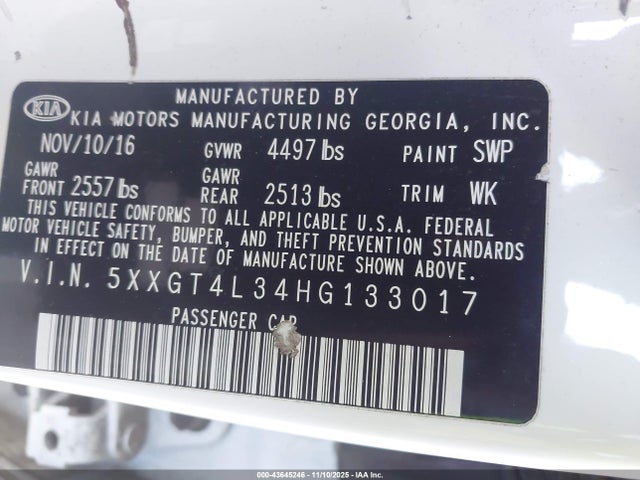 MANUFACTURED BY
KIA KIA MOTORS MANUFACTURING GEORGIA, INC.
NOV/10/16 GVWR 4497 lbs PAINT SWP
GAWR FRONT 2557 lbs GAWR REAR 2513 lbs TRIM WK
THIS VEHICLE CONFORMS TO ALL APPLICABLE U.S.A. FEDERAL
MOTOR VEHICLE SAFETY, BUMPER, AND THEFT PREVENTION STANDARDS
IN EFFECT ON THE DATE OF MANUFACTURE SHOWN ABOVE.
V.I.N. 5XXGT4L34HG133017
PASSENGER CAR
000-43645246 - 11/10/2025 - IAA Inc.